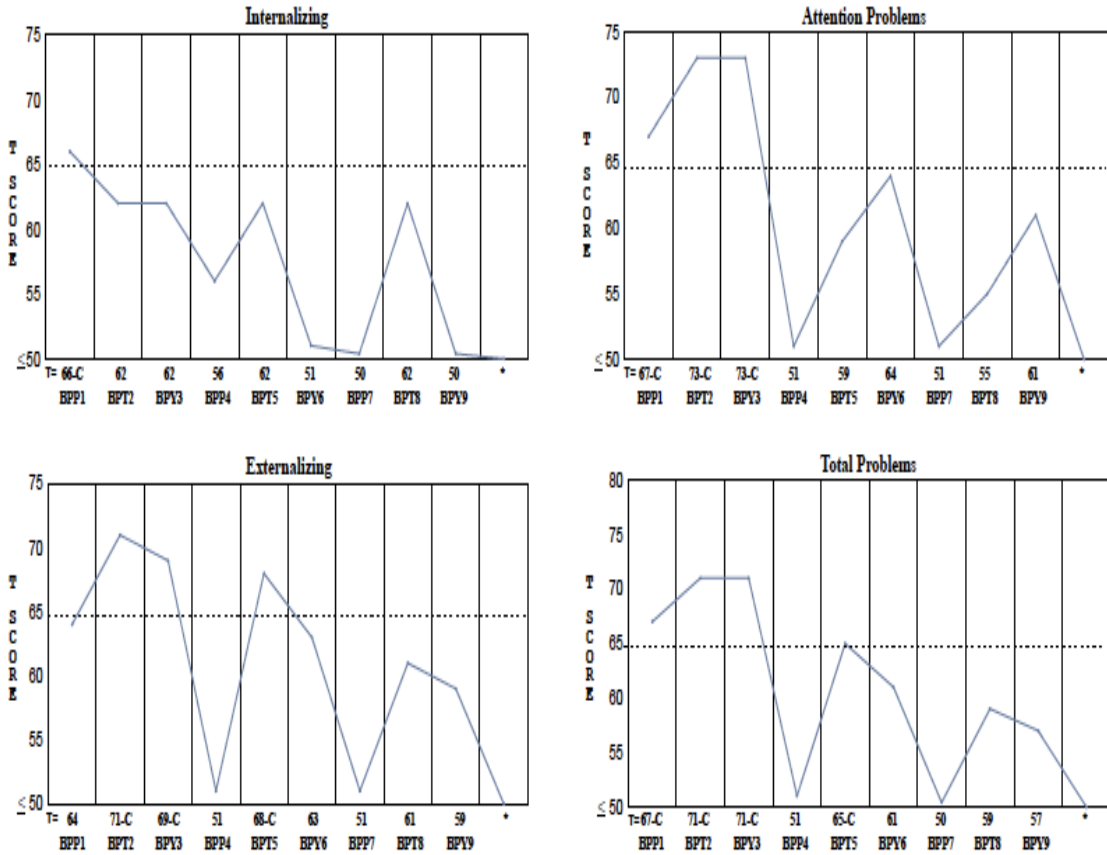 Internalizing
75
70
65
60
55
≤50
T SCORE
T= 66-C 62 62 56 62 51 50 62 50 *
BPP1 BPT2 BPY3 BPP4 BPT5 BPY6 BPP7 BPT8 BPY9
Attention Problems
75
70
65
60
55
≤50
T SCORE
T= 67-C 73-C 73-C 51 59 64 51 55 61 *
BPP1 BPT2 BPY3 BPP4 BPT5 BPY6 BPP7 BPT8 BPY9
Externalizing
75
70
65
60
55
≤50
T SCORE
T= 64 71-C 69-C 51 68-C 63 51 61 59 *
BPP1 BPT2 BPY3 BPP4 BPT5 BPY6 BPP7 BPT8 BPY9
Total Problems
80
75
70
65
60
55
≤50
T SCORE
T=67-C 71-C 71-C 51 65-C 61 50 59 57 *
BPP1 BPT2 BPY3 BPP4 BPT5 BPY6 BPP7 BPT8 BPY9